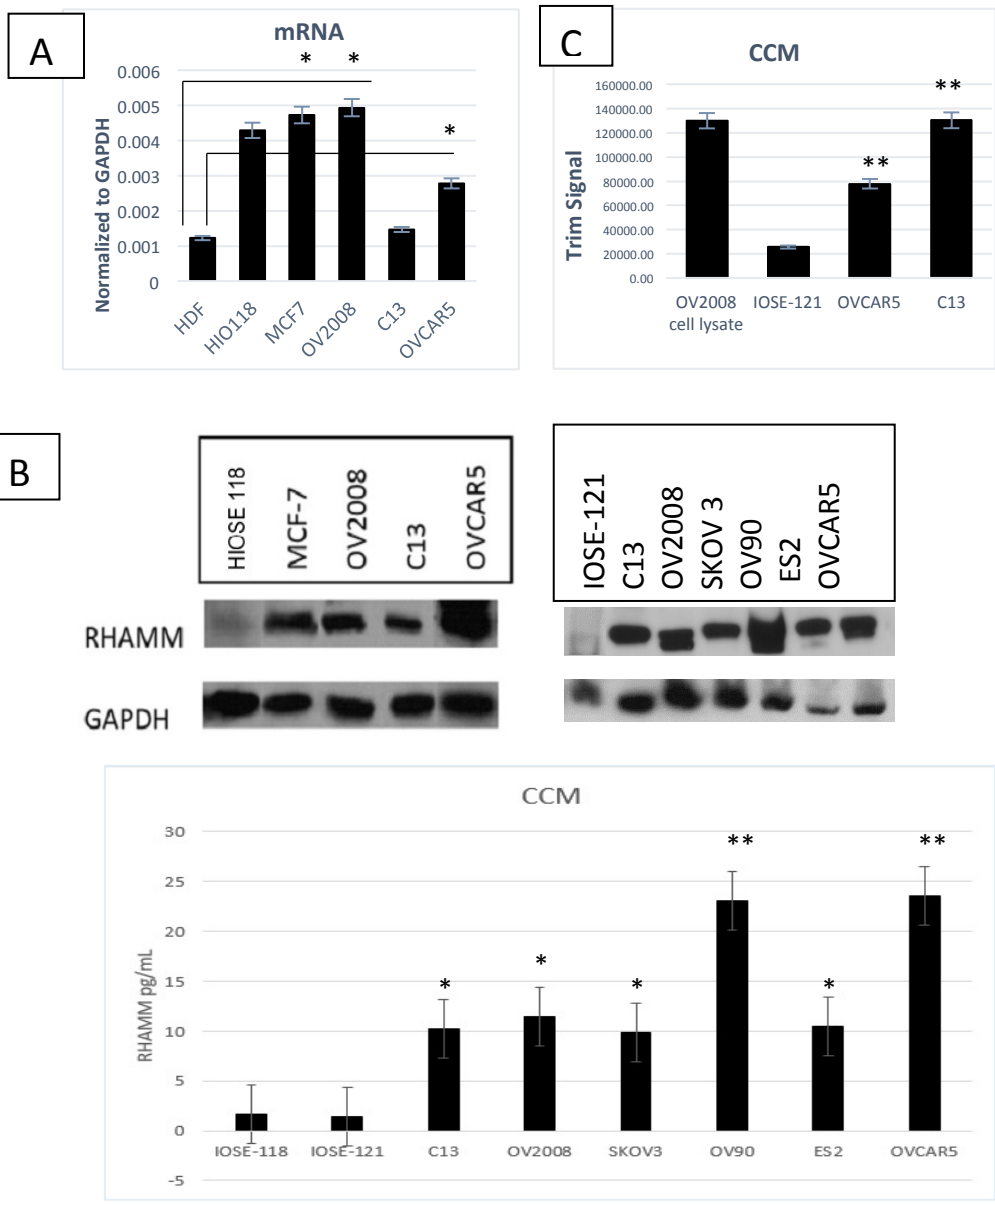 A
mRNA
* *
*
Normalized to GAPDH
0.006
0.005
0.004
0.003
0.002
0.001
0
HDF
HIO118
MCF7
OV2008
C13
OVCAR5
C
CCM
**
**
Trim Signal
160000.00
140000.00
120000.00
100000.00
80000.00
60000.00
40000.00
20000.00
0.00
OV2008
cell lysate
IOSE-121
OVCAR5
C13
B
HIOSE 118
MCF-7
OV2008
C13
OVCAR5
RHAMM
GAPDH
IOSE-121
C13
OV2008
SKOV 3
OV90
ES2
OVCAR5
CCM
RHAMM pg/mL
30
25
20
15
10
5
0
-5
*
*
*
**
*
**
IOSE-118
IOSE-121
C13
OV2008
SKOV3
OV90
ES2
OVCAR5